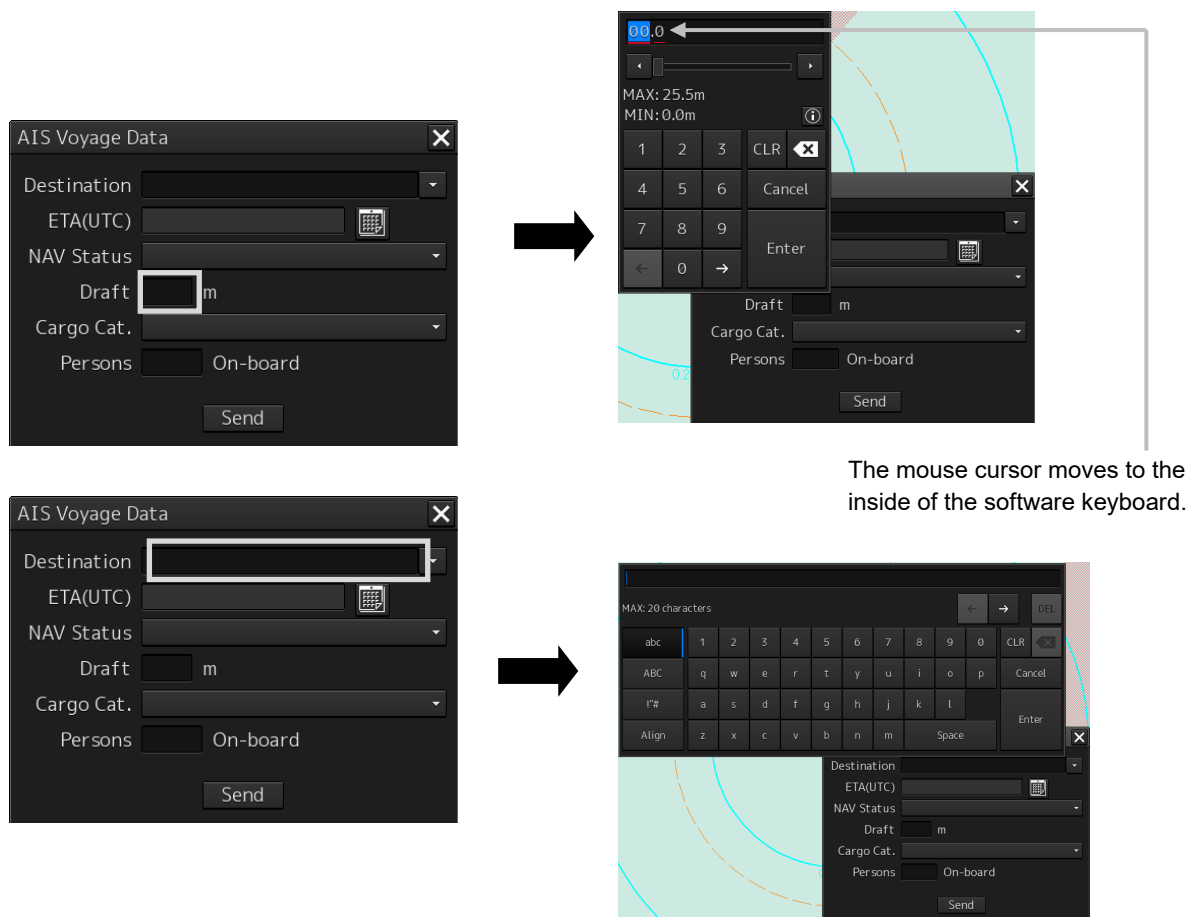 AIS Voyage Data
Destination
ETA(UTC)
NAV Status
Draft m
Cargo Cat.
Persons On-board
Send
00.0
MAX: 25.5m
MIN: 0.0m
1 2 3 CLR
4 5 6 Cancel
7 8 9
Enter
← 0 →
Draft m
Cargo Cat.
Persons On-board
Send
The mouse cursor moves to the
inside of the software keyboard.
AIS Voyage Data
Destination
ETA(UTC)
NAV Status
Draft m
Cargo Cat.
Persons On-board
Send
MAX: 20 characters ← → DEL
abc 1 2 3 4 5 6 7 8 9 0 CLR
ABC q w e r t y u i o p Cancel
!"# a s d f g h j k l
Enter
Align z x c v b n m Space
Destination
ETA(UTC)
NAV Status
Draft m
Cargo Cat.
Persons On-board
Send